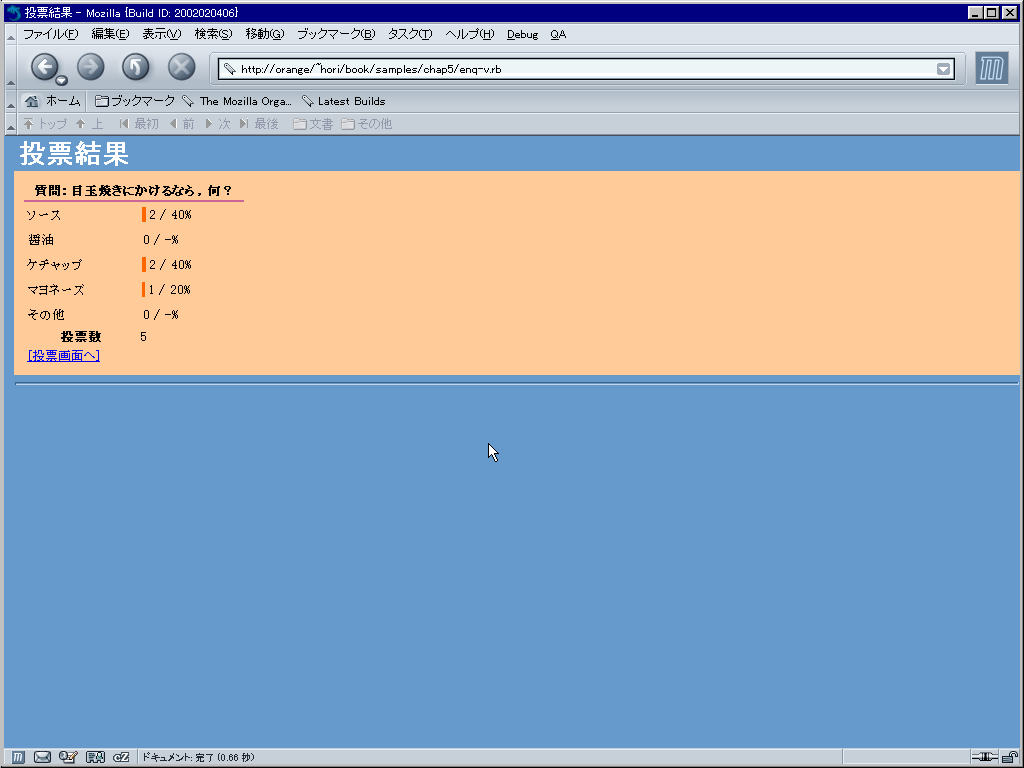 投票結果 - Mozilla {Build ID: 2002020406}
ファイル(F) 編集(E) 表示(V) 検索(S) 移動(G) ブックマーク(B) タスク(T) ヘルプ(H) Debug QA
http://orange/~hori/book/samples/chap5/enq-v.rb
ホーム ブックマーク The Mozilla Orga... Latest Builds
トップ 上 最初 前 次 最後 文書 その他
投票結果
質問: 目玉焼きにかけるなら, 何?
ソース 2 / 40%
醤油 0 / -%
ケチャップ 2 / 40%
マヨネーズ 1 / 20%
その他 0 / -%
投票数 5
[投票画面へ]
ドキュメント: 完了 (0.66 秒)